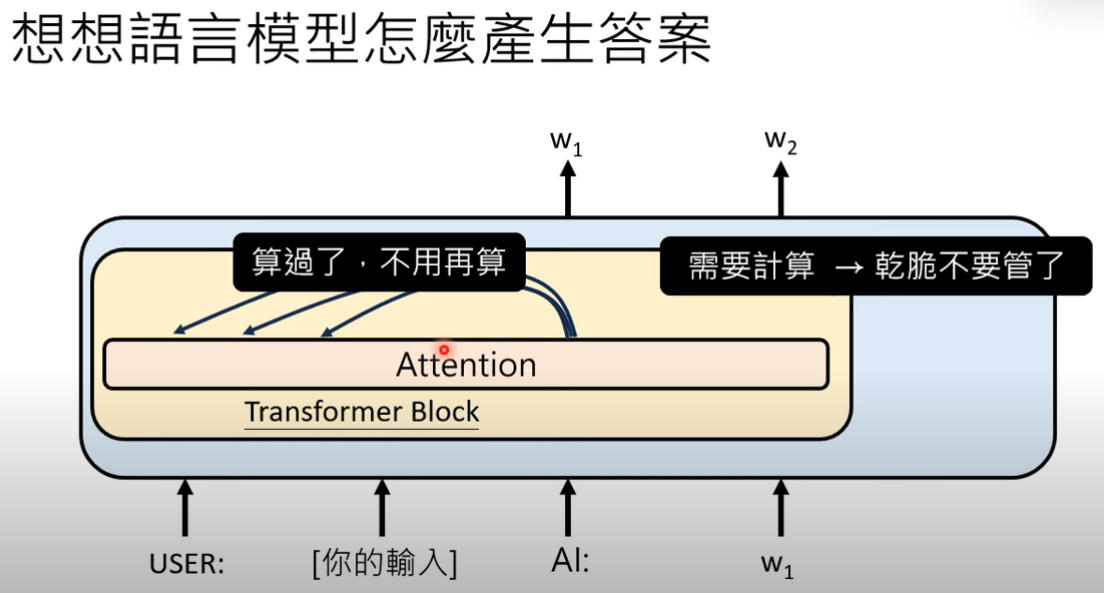 想想語言模型怎麼產生答案
w₁
w₂
算過了，不用再算
需要計算 → 乾脆不要管了
Attention
Transformer Block
USER:
[你的輸入]
AI:
w₁